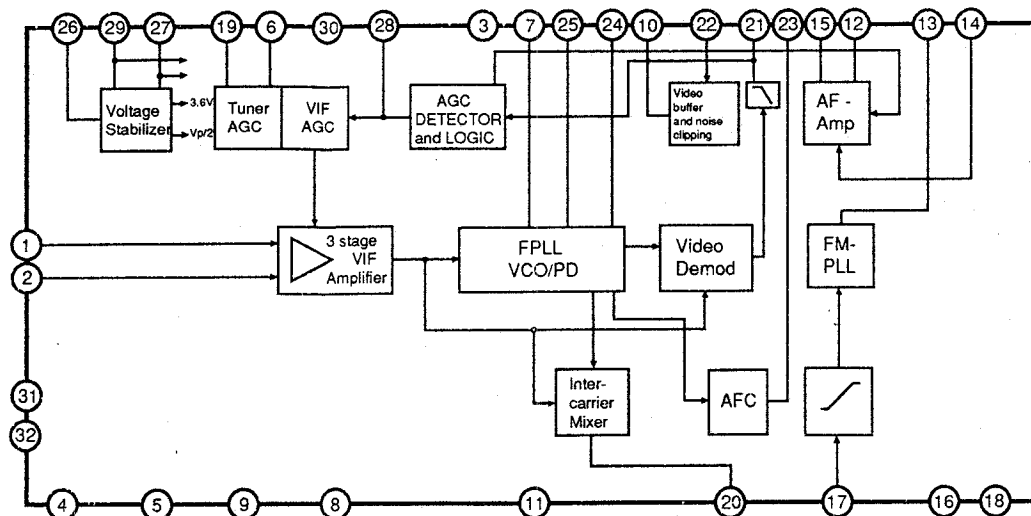 26 29 27 19 6 30 28 3 7 25 24 10 22 21 23 15 12 13 14
Voltage
Stabilizer
3.6V
Vp/2
Tuner
AGC
VIF
AGC
AGC
DETECTOR
and LOGIC
Video
buffer
and noise
clipping
AF -
Amp
1
2
3 stage
VIF
Amplifier
FPLL
VCO/PD
Video
Demod
FM-
PLL
31
32
Inter-
carrier
Mixer
AFC
4 5 9 8 11 20 17 16 18